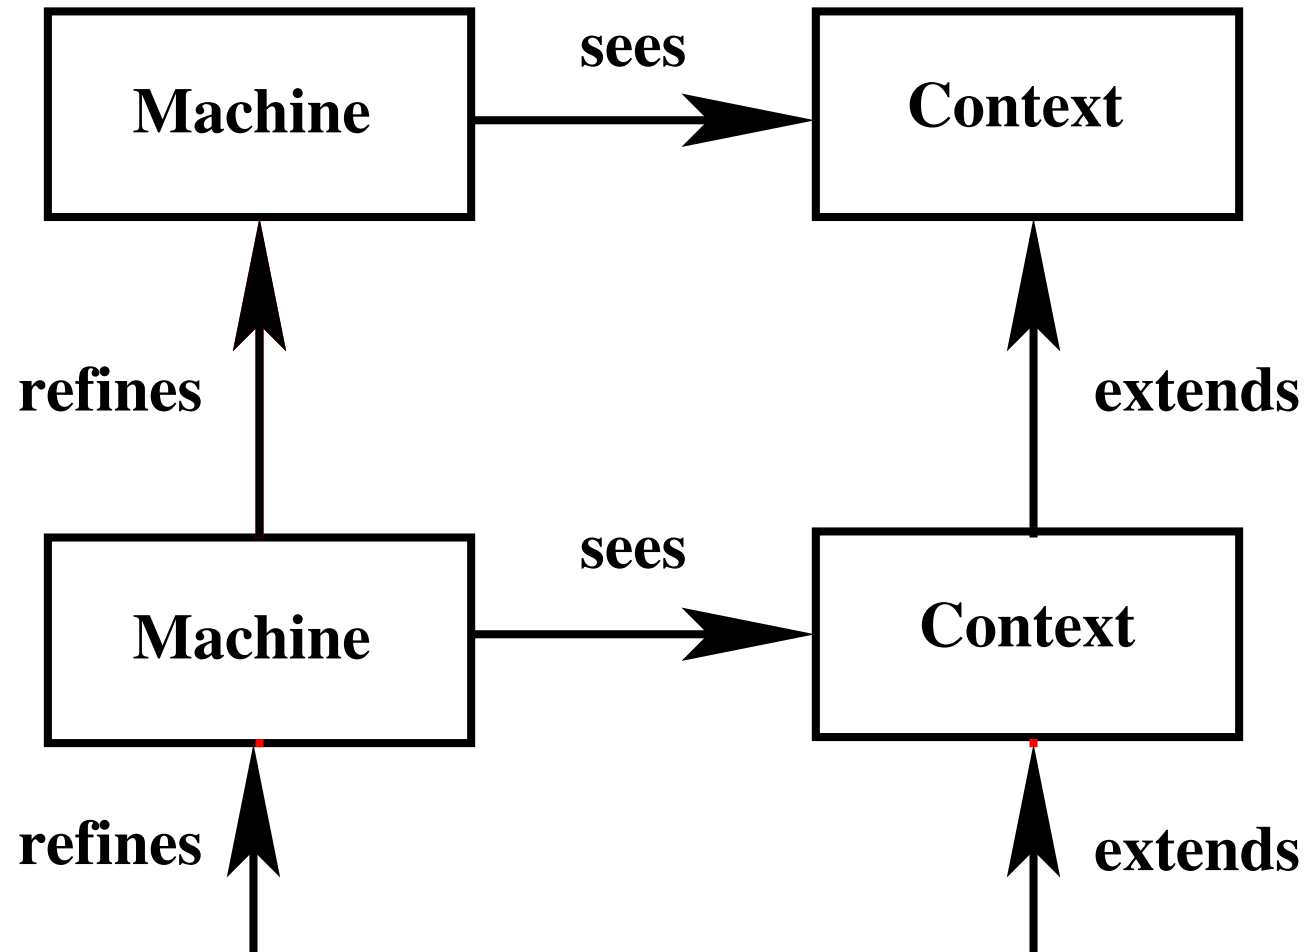 sees
Machine
Context
refines
extends
sees
Machine
Context
refines
extends